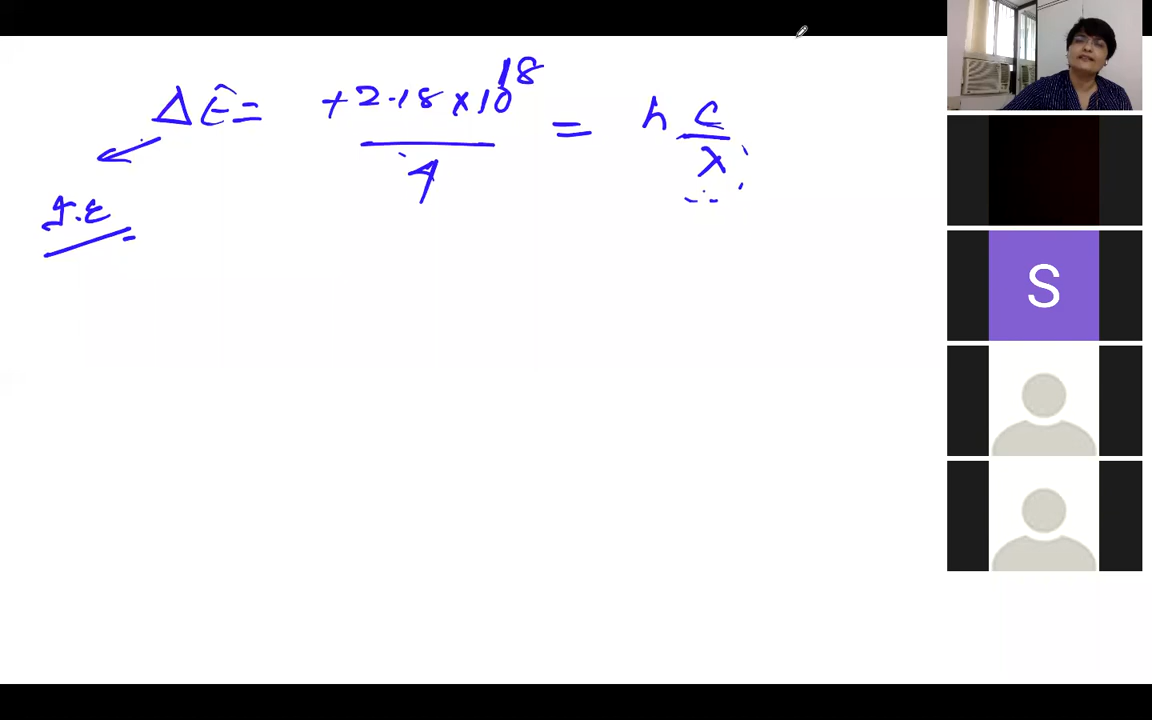 ΔE = +2.18 × 10^18 / 4 = h c/λ
I.E
S